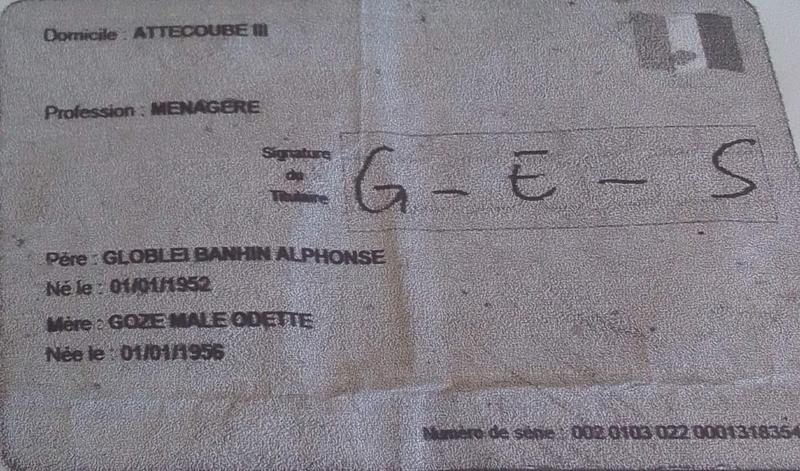 Domicile : ATTECOUBE III
Profession : MENAGERE
Signature
du
Titulaire
G - E - S
Père : GLOBLEI BANHIN ALPHONSE
Né le : 01/01/1952
Mère : GOZE MALE ODETTE
Née le : 01/01/1956
Numéro de série : 002 0103 022 0001318354